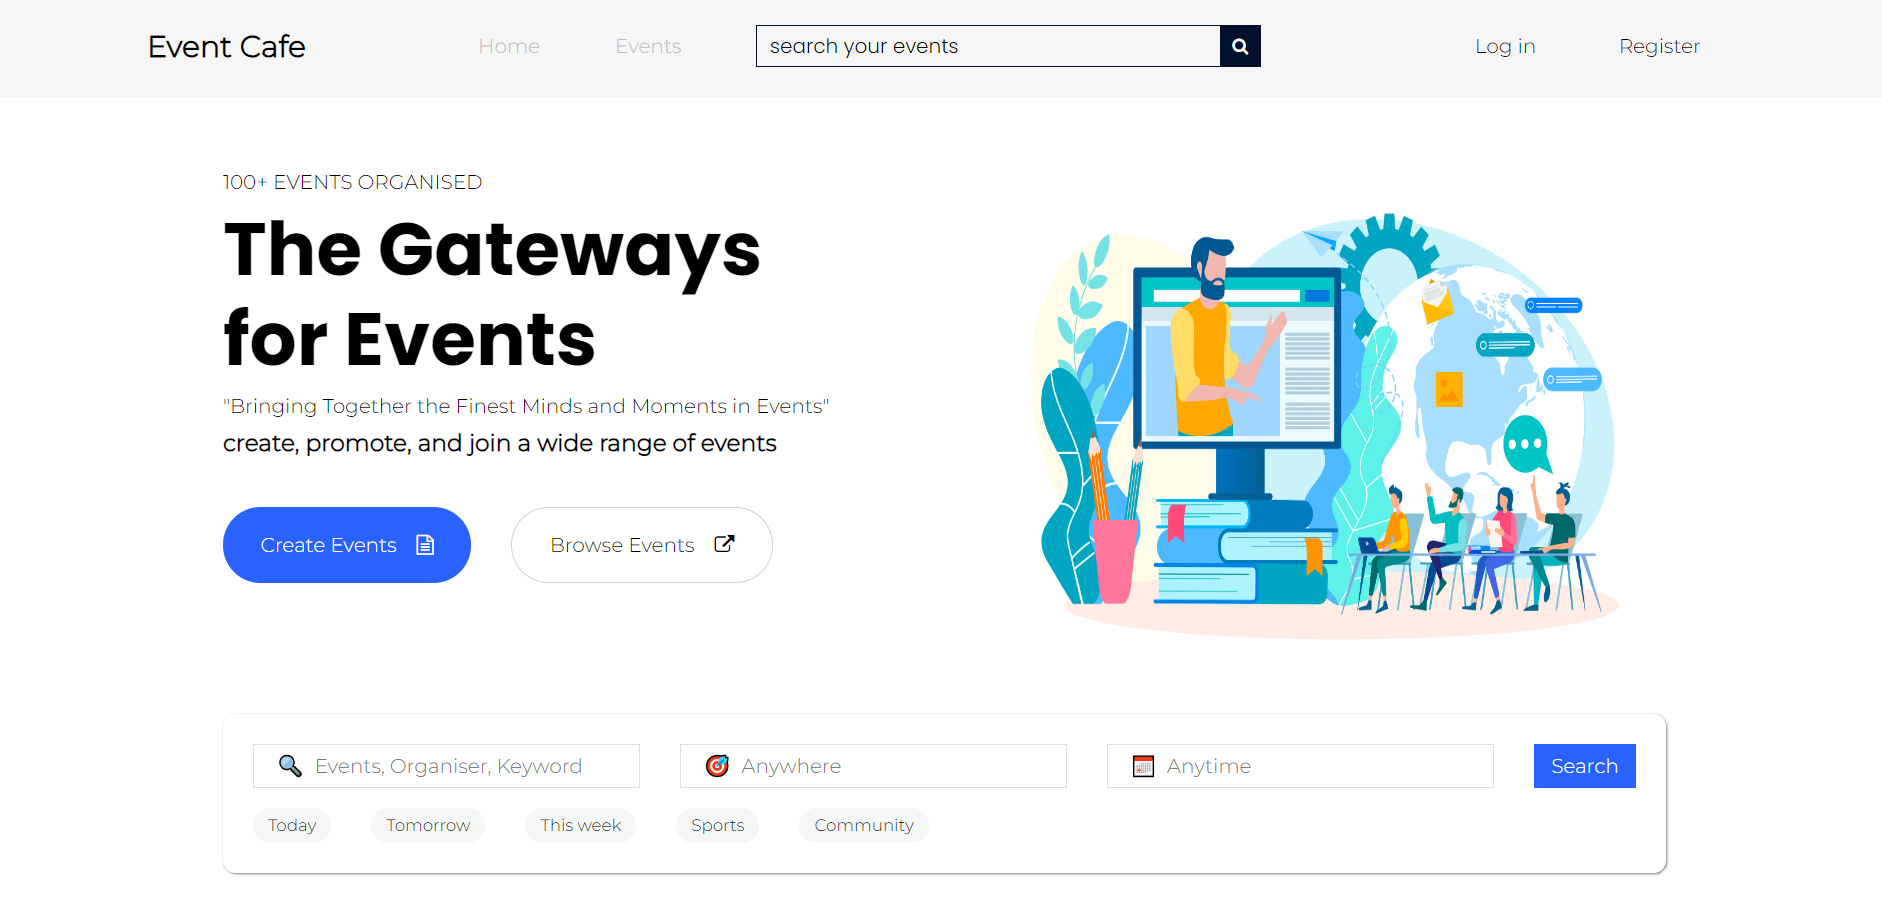 Event Cafe
Home
Events
search your events
Log in
Register
100+ EVENTS ORGANISED
The Gateways
for Events
"Bringing Together the Finest Minds and Moments in Events"
create, promote, and join a wide range of events
Create Events
Browse Events
Events, Organiser, Keyword
Anywhere
Anytime
Search
Today
Tomorrow
This week
Sports
Community